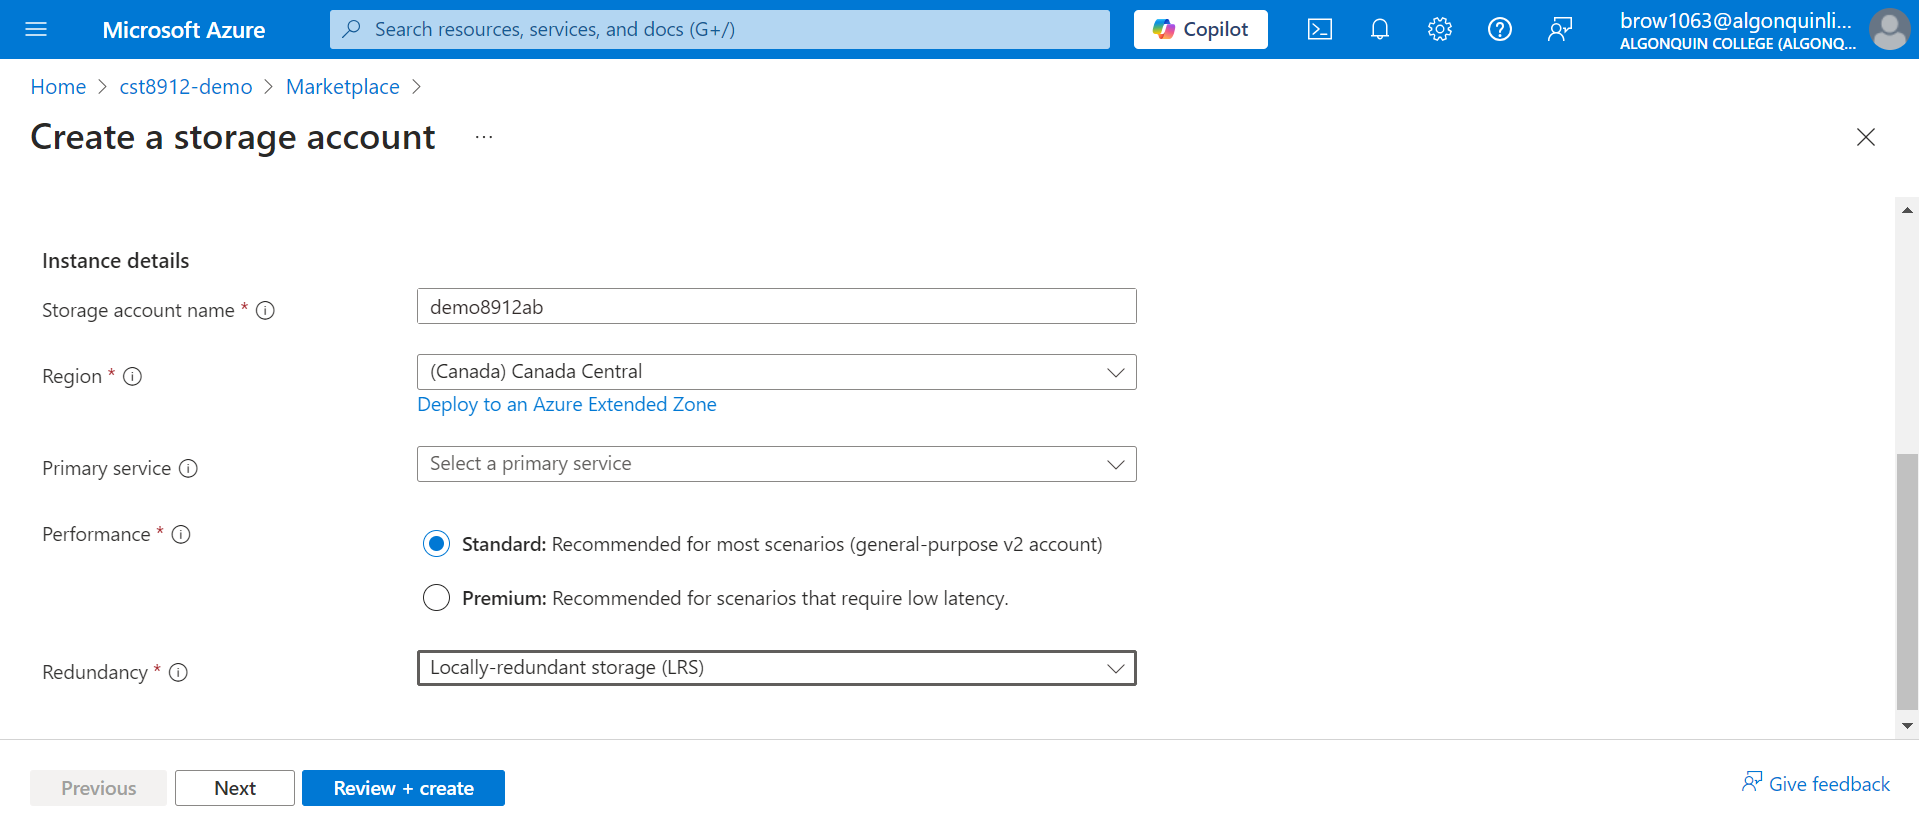 Microsoft Azure
Search resources, services, and docs (G+/)
Copilot
brow1063@algonquinli...
ALGONQUIN COLLEGE (ALGONQ...
Home > cst8912-demo > Marketplace >
Create a storage account ...
Instance details
Storage account name *
demo8912ab
Region *
(Canada) Canada Central
Deploy to an Azure Extended Zone
Primary service
Select a primary service
Performance *
Standard: Recommended for most scenarios (general-purpose v2 account)
Premium: Recommended for scenarios that require low latency.
Redundancy *
Locally-redundant storage (LRS)
Previous
Next
Review + create
Give feedback